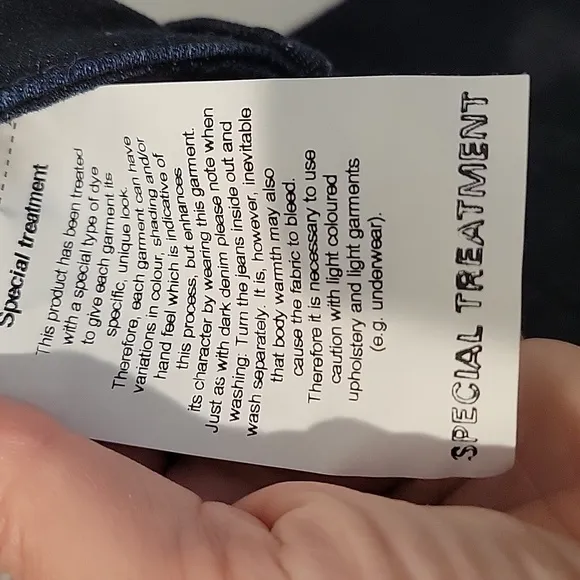 Special treatment
This product has been treated
with a special type of dye
to give each garment its
specific, unique look.
Therefore, each garment can have
variations in colour, shading and/or
hand feel which is indicative of
this process, but enhances
its character by wearing this garment.
Just as with dark denim please note when
washing: Turn the jeans inside out and
wash separately. It is, however, inevitable
that body warmth may also
cause the fabric to bleed.
Therefore it is necessary to use
caution with light coloured
upholstery and light garments
(e.g. underwear).
SPECIAL TREATMENT